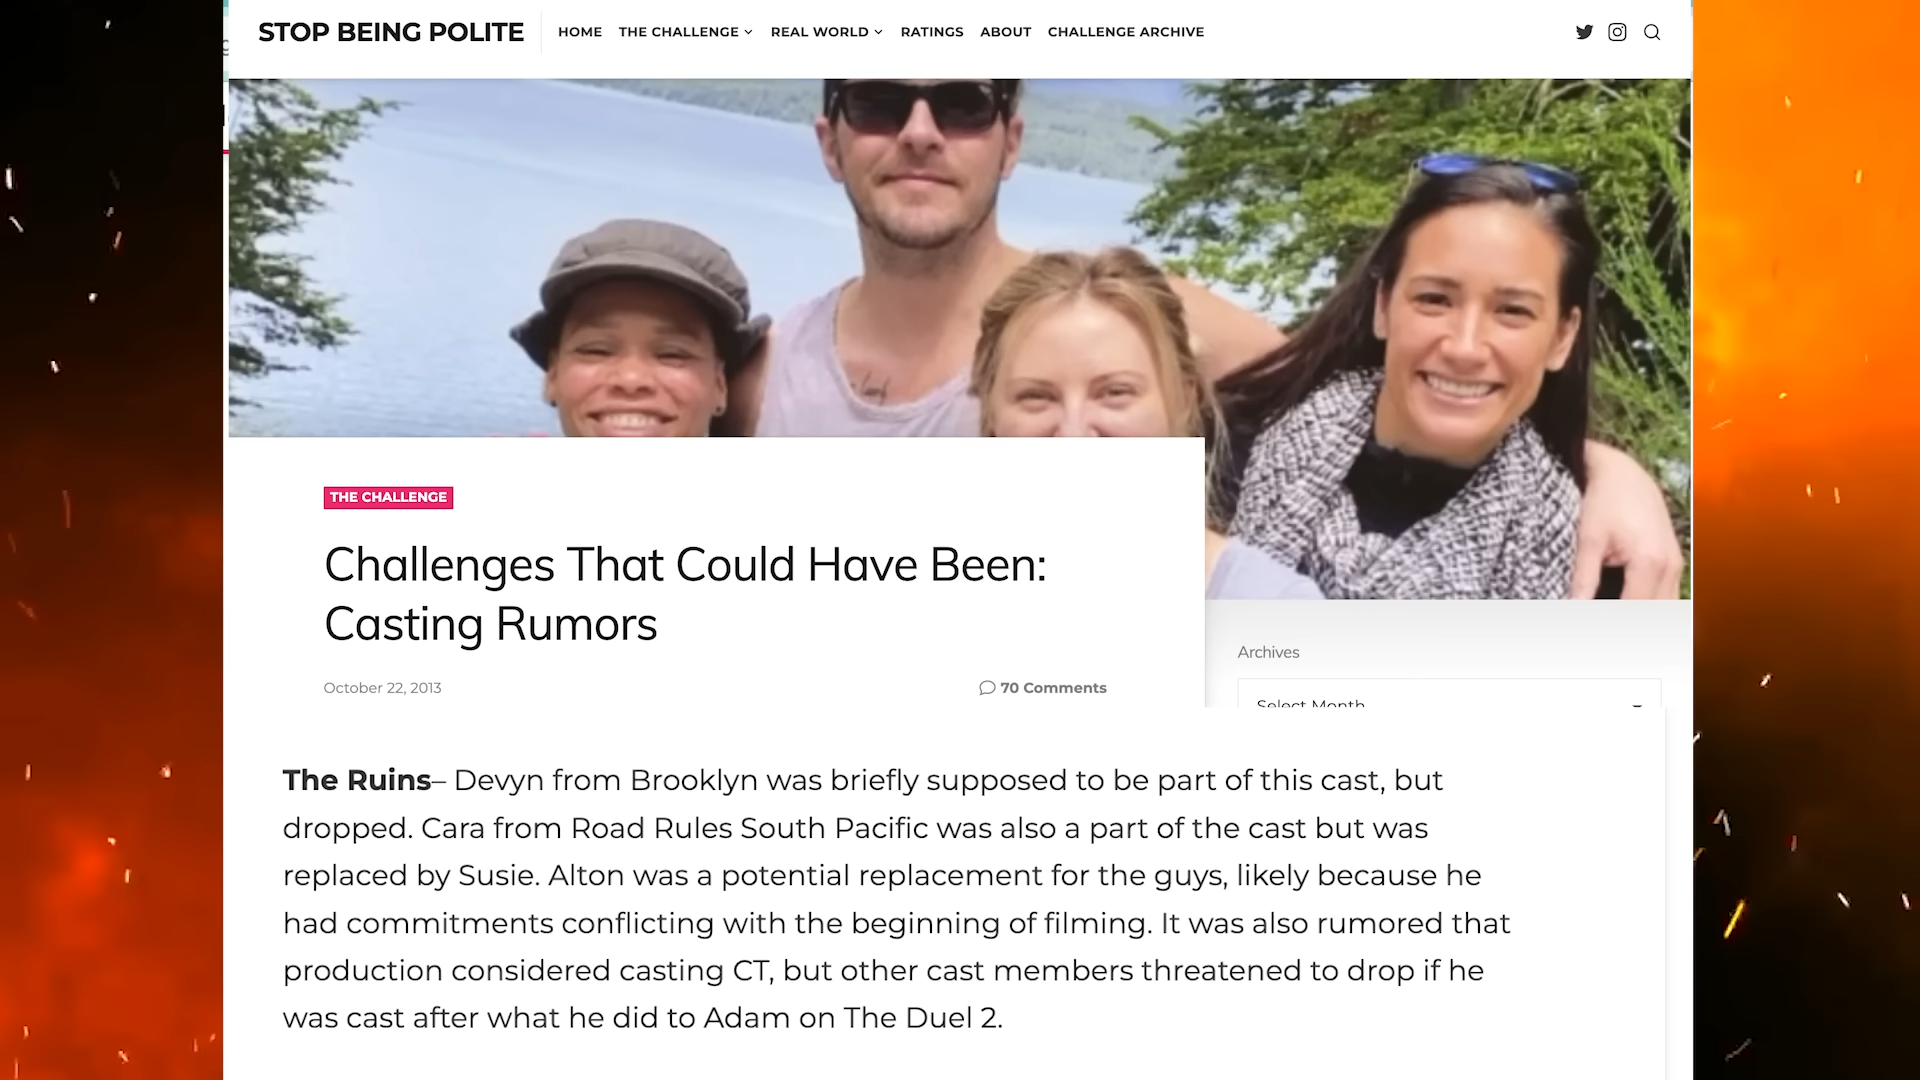 STOP BEING POLITE
HOME THE CHALLENGE REAL WORLD RATINGS ABOUT CHALLENGE ARCHIVE
THE CHALLENGE
Challenges That Could Have Been:
Casting Rumors
October 22, 2013
70 Comments
Archives
Select Month
The Ruins– Devyn from Brooklyn was briefly supposed to be part of this cast, but
dropped. Cara from Road Rules South Pacific was also a part of the cast but was
replaced by Susie. Alton was a potential replacement for the guys, likely because he
had commitments conflicting with the beginning of filming. It was also rumored that
production considered casting CT, but other cast members threatened to drop if he
was cast after what he did to Adam on The Duel 2.